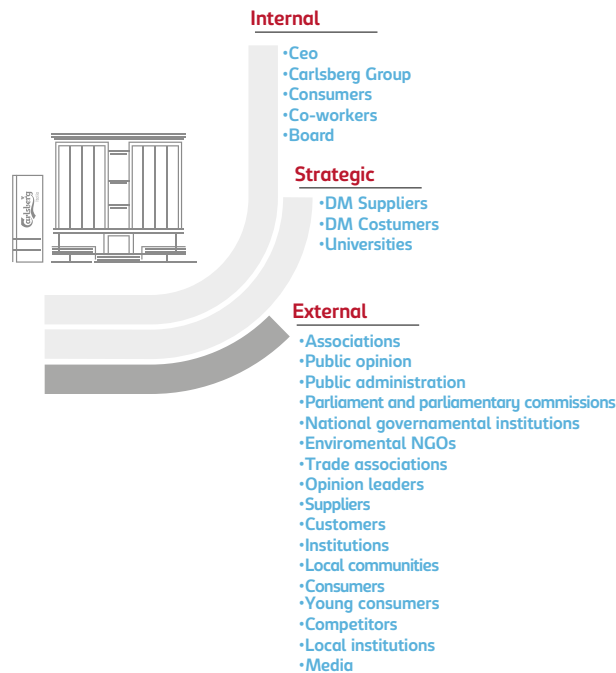 Internal
•Ceo
•Carlsberg Group
•Consumers
•Co-workers
•Board
Carlsberg
Strategic
•DM Suppliers
•DM Costumers
•Universities
External
•Associations
•Public opinion
•Public administration
•Parliament and parliamentary commissions
•National governamental institutions
•Enviromental NGOs
•Trade associations
•Opinion leaders
•Suppliers
•Customers
•Institutions
•Local communities
•Consumers
•Young consumers
•Competitors
•Local institutions
•Media